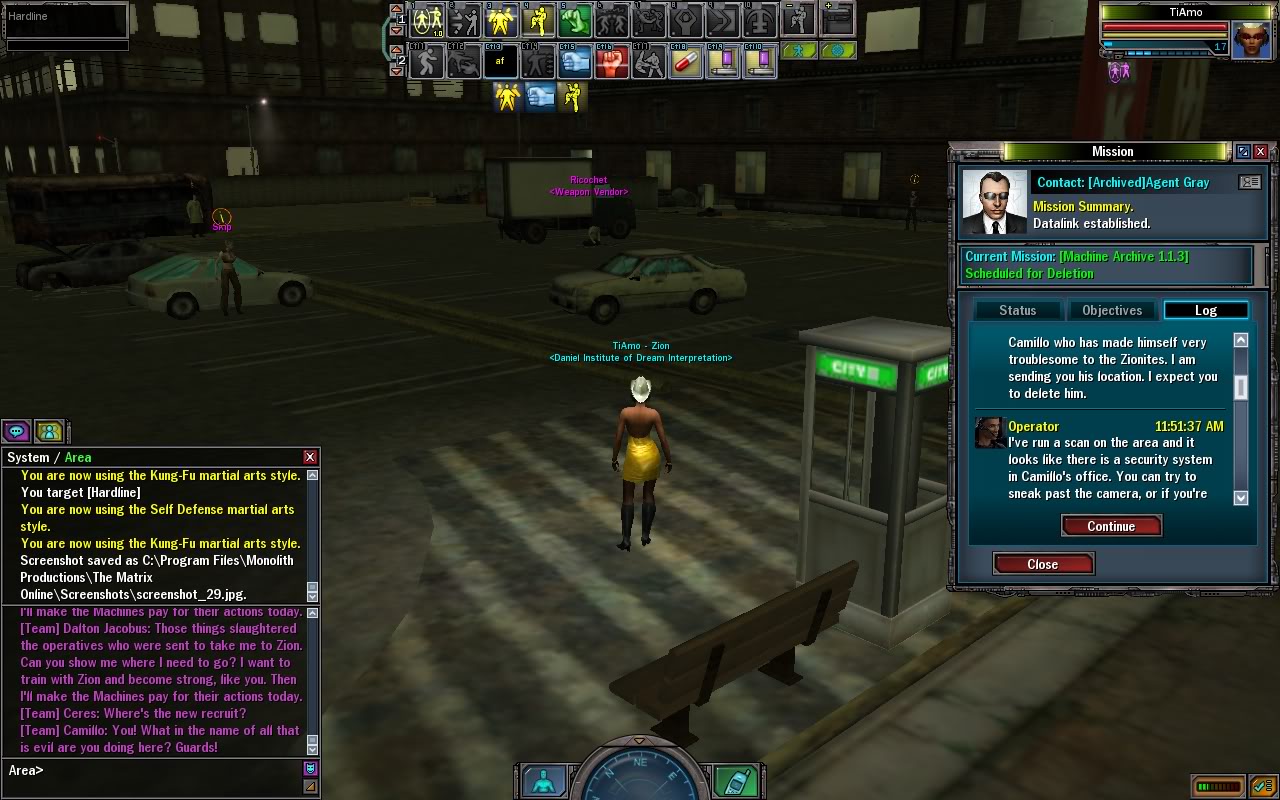 Hardline
1
1.0
2
af
TiAmo
17
Ricochet
<Weapon Vendor>
Skip
TiAmo - Zion
<Daniel Institute of Dream Interpretation>
CITY
CITY
Mission
Contact: [Archived]Agent Gray
Mission Summary.
Datalink established.
Current Mission: [Machine Archive 1.1.3]
Scheduled for Deletion
Status
Objectives
Log
Camillo who has made himself very
troublesome to the Zionites. I am
sending you his location. I expect you
to delete him.
Operator 11:51:37 AM
I've run a scan on the area and it
looks like there is a security system
in Camillo's office. You can try to
sneak past the camera, or if you're
Continue
Close
System / Area
You are now using the Kung-Fu martial arts style.
You target [Hardline]
You are now using the Self Defense martial arts
style.
You are now using the Kung-Fu martial arts style.
Screenshot saved as C:\Program Files\Monolith
Productions\The Matrix
Online\Screenshots\screenshot_29.jpg.
I'll make the Machines pay for their actions today.
[Team] Dalton Jacobus: Those things slaughtered
the operatives who were sent to take me to Zion.
Can you show me where I need to go? I want to
train with Zion and become strong, like you. Then
I'll make the Machines pay for their actions today.
[Team] Ceres: Where's the new recruit?
[Team] Camillo: You! What in the name of all that
is evil are you doing here? Guards!
Area>
N
NE
E